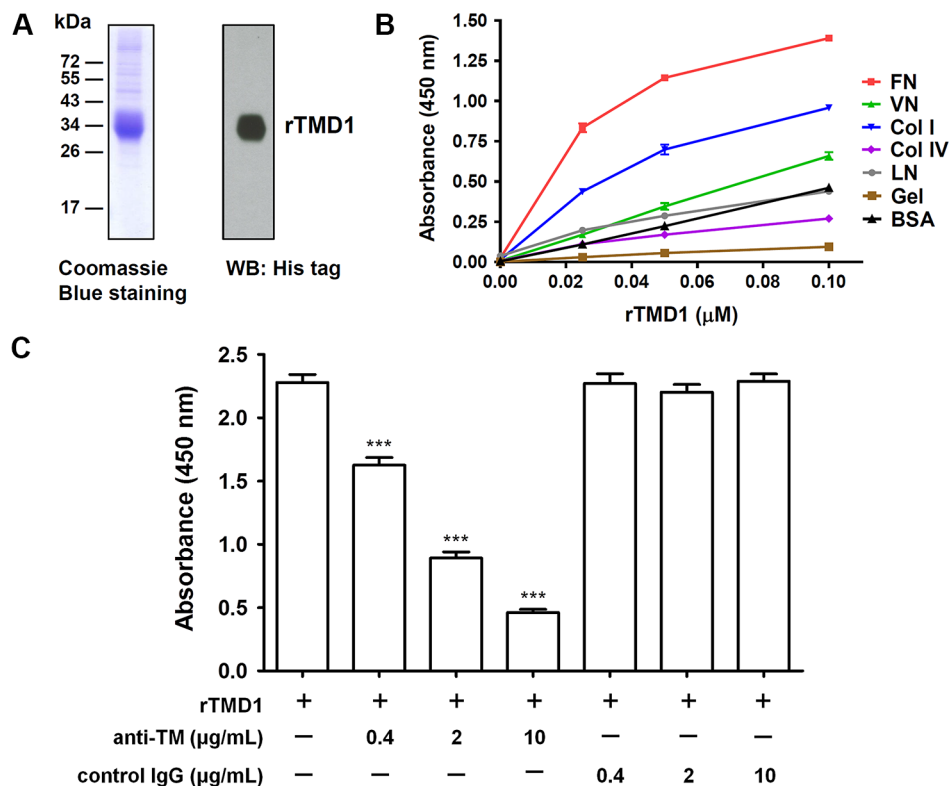 A
kDa
72
55
43
34
26
17
rTMD1
Coomassie
Blue staining
WB: His tag
B
Absorbance (450 nm)
1.50
1.25
1.00
0.75
0.50
0.25
0.00
0.00 0.02 0.04 0.06 0.08 0.10
rTMD1 (μM)
FN
VN
Col I
Col IV
LN
Gel
BSA
C
Absorbance (450 nm)
2.5
2.0
1.5
1.0
0.5
0.0
***
***
***
rTMD1 + + + + + + +
anti-TM (μg/mL) — 0.4 2 10 — — —
control IgG (μg/mL) — — — — 0.4 2 10